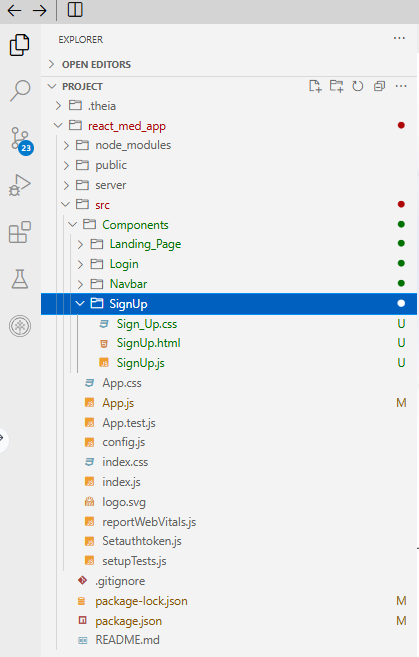 EXPLORER
OPEN EDITORS
PROJECT
.theia
react_med_app
node_modules
public
server
src
Components
Landing_Page
Login
Navbar
SignUp
Sign_Up.css U
SignUp.html U
SignUp.js U
App.css
App.js M
App.test.js
config.js
index.css
index.js
logo.svg
reportWebVitals.js
Setauthtoken.js
setupTests.js
.gitignore
package-lock.json M
package.json M
README.md
23